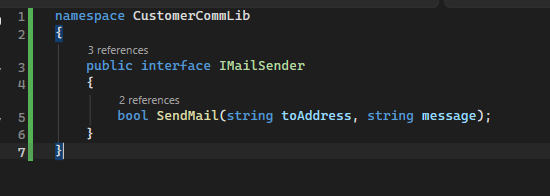 1 namespace CustomerCommLib
2 {
3 references
3 public interface IMailSender
4 {
2 references
5 bool SendMail(string toAddress, string message);
6 }
7 }